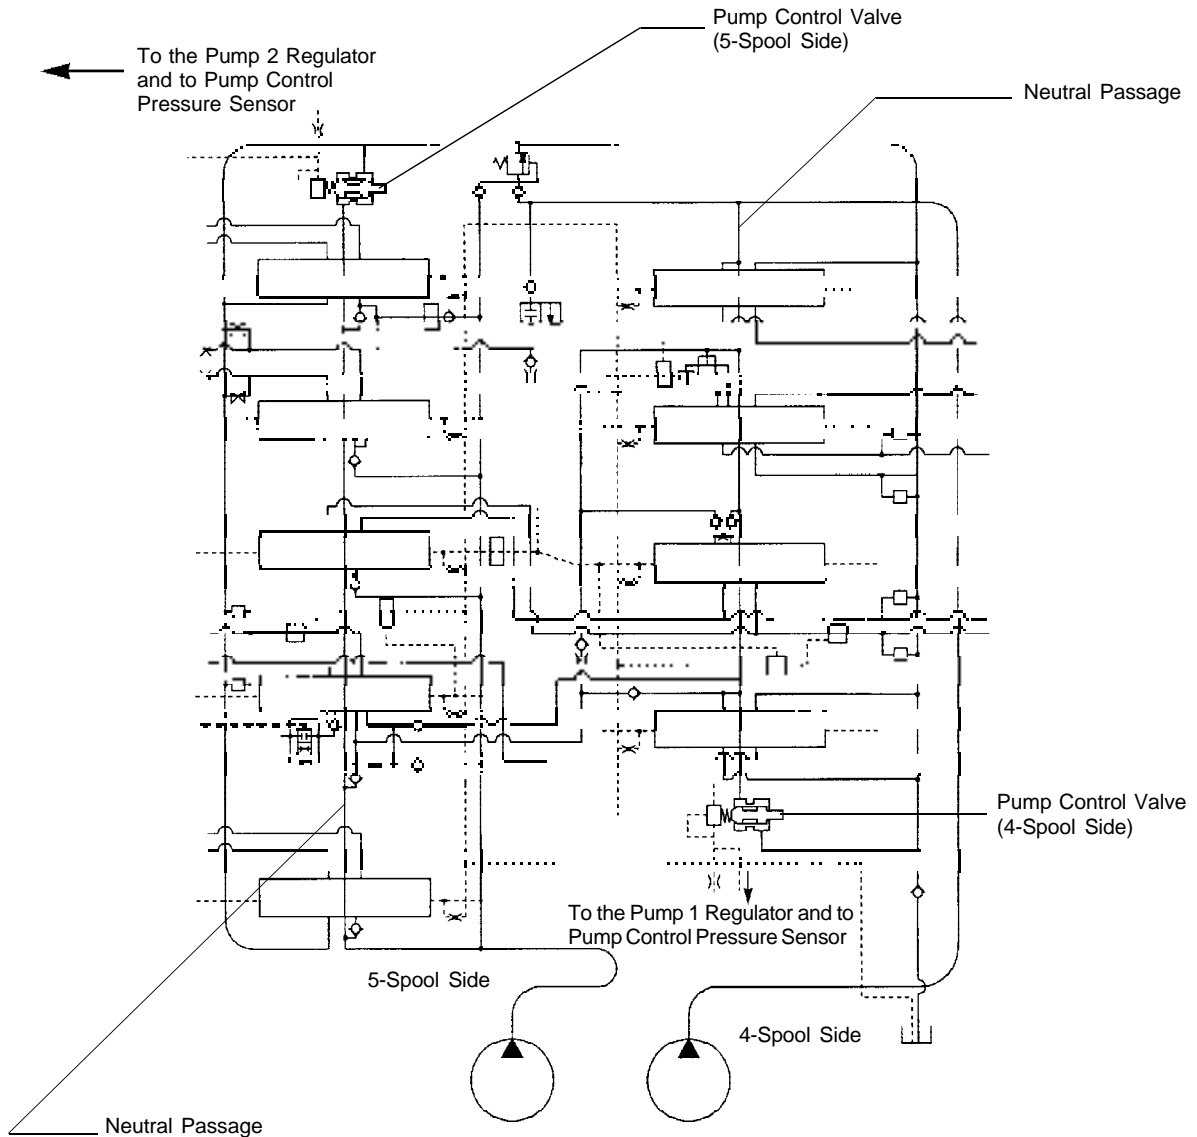 Pump Control Valve
(5-Spool Side)
To the Pump 2 Regulator
and to Pump Control
Pressure Sensor
Neutral Passage
Pump Control Valve
(4-Spool Side)
To the Pump 1 Regulator and to
Pump Control Pressure Sensor
5-Spool Side
4-Spool Side
Neutral Passage